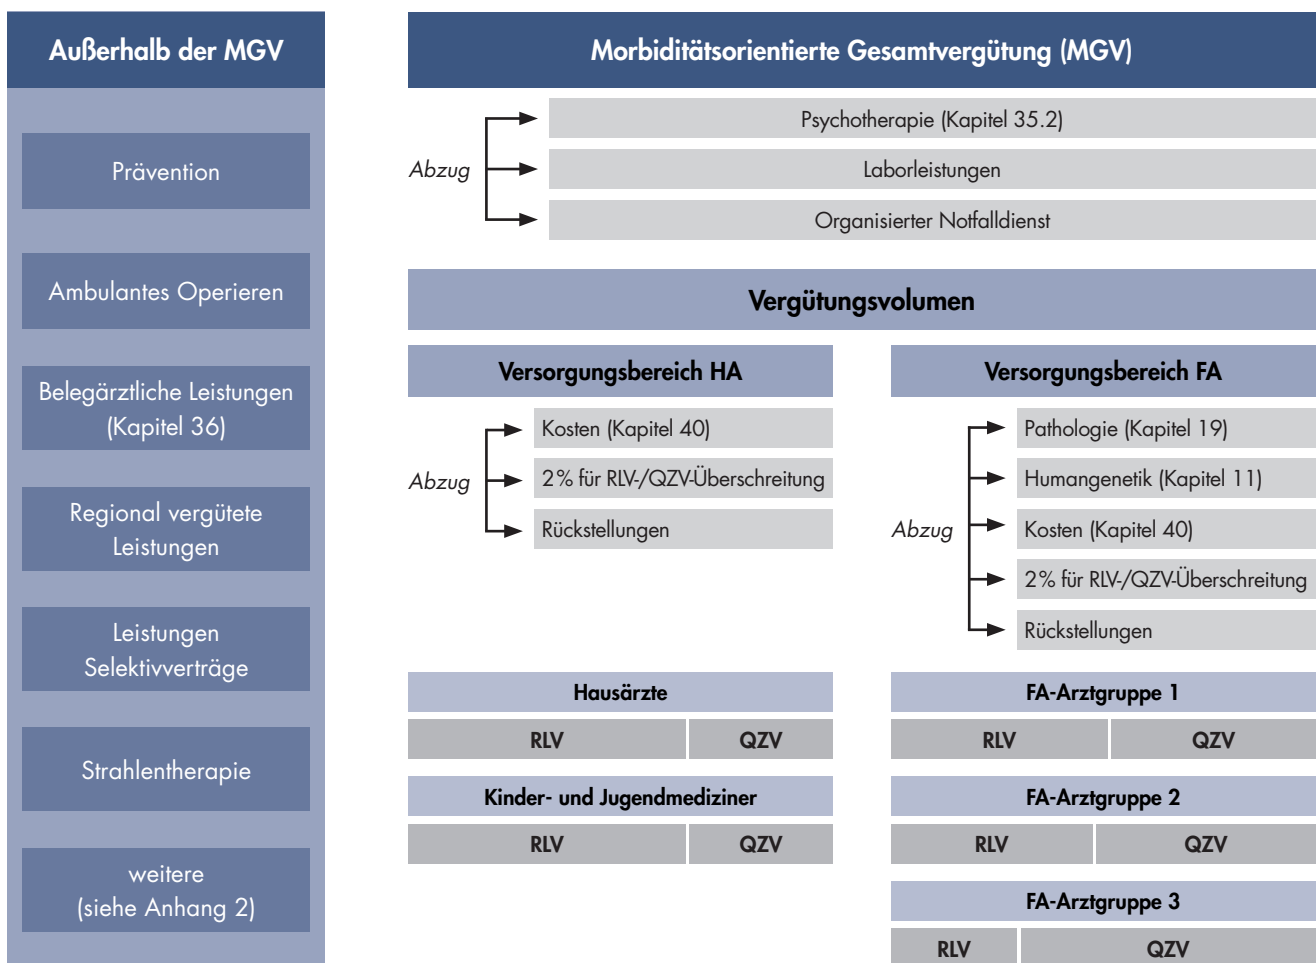 Außerhalb der MGV
Prävention
Ambulantes Operieren
Belegärztliche Leistungen
(Kapitel 36)
Regional vergütete
Leistungen
Leistungen
Selektivverträge
Strahlentherapie
weitere
(siehe Anhang 2)
Morbiditätsorientierte Gesamtvergütung (MGV)
Abzug
Psychotherapie (Kapitel 35.2)
Laborleistungen
Organisierter Notfalldienst
Vergütungsvolumen
Versorgungsbereich HA
Abzug
Kosten (Kapitel 40)
2% für RLV-/QZV-Überschreitung
Rückstellungen
Hausärzte
RLV QZV
Kinder- und Jugendmediziner
RLV QZV
Versorgungsbereich FA
Abzug
Pathologie (Kapitel 19)
Humangenetik (Kapitel 11)
Kosten (Kapitel 40)
2% für RLV-/QZV-Überschreitung
Rückstellungen
FA-Arztgruppe 1
RLV QZV
FA-Arztgruppe 2
RLV QZV
FA-Arztgruppe 3
RLV QZV